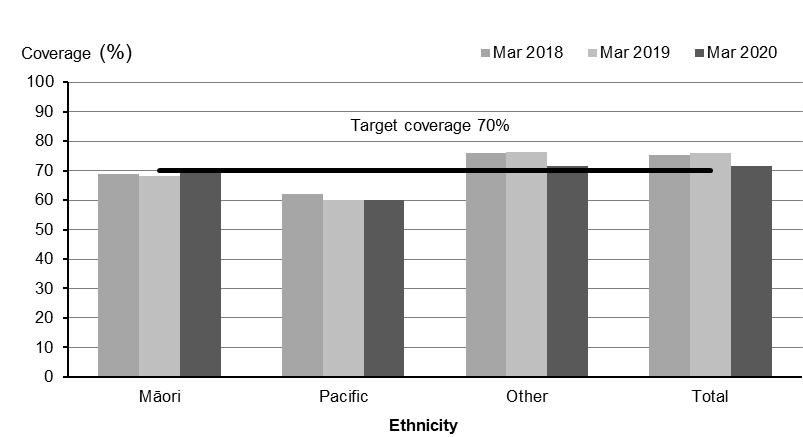 Coverage (%)
Mar 2018 Mar 2019 Mar 2020
100
90
Target coverage 70%
80
70
60
50
40
30
20
10
0
Māori Pacific Other Total
Ethnicity